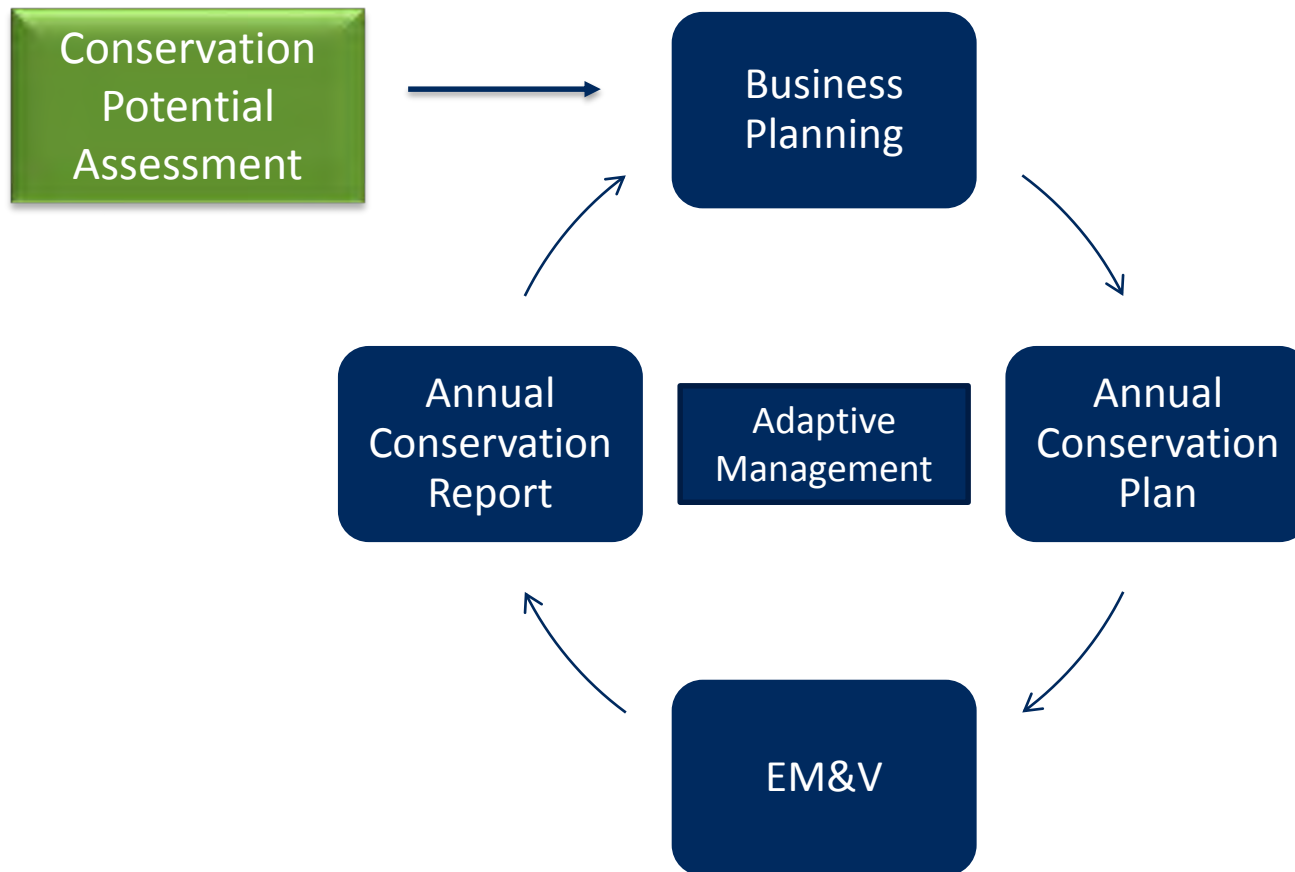 Conservation
Potential
Assessment
Business
Planning
Annual
Conservation
Report
Adaptive
Management
Annual
Conservation
Plan
EM&V